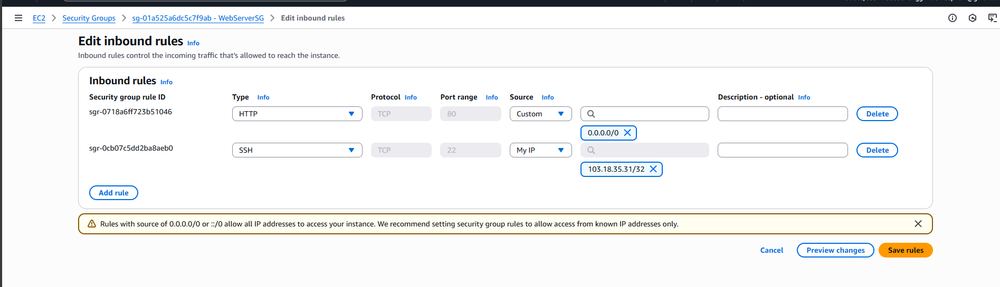 EC2 > Security Groups > sg-01a525a6dc5c7f9ab - WebServerSG > Edit inbound rules
Edit inbound rules Info
Inbound rules control the incoming traffic that's allowed to reach the instance.
Inbound rules Info
Security group rule ID Type Info Protocol Info Port range Info Source Info Description - optional Info
sgr-0718a6ff723b51046 HTTP TCP 80 Custom Delete
0.0.0.0/0
sgr-0cb07c5dd2ba8aeb0 SSH TCP 22 My IP Delete
103.18.35.31/32
Add rule
Rules with source of 0.0.0.0/0 or ::/0 allow all IP addresses to access your instance. We recommend setting security group rules to allow access from known IP addresses only.
Cancel Preview changes Save rules